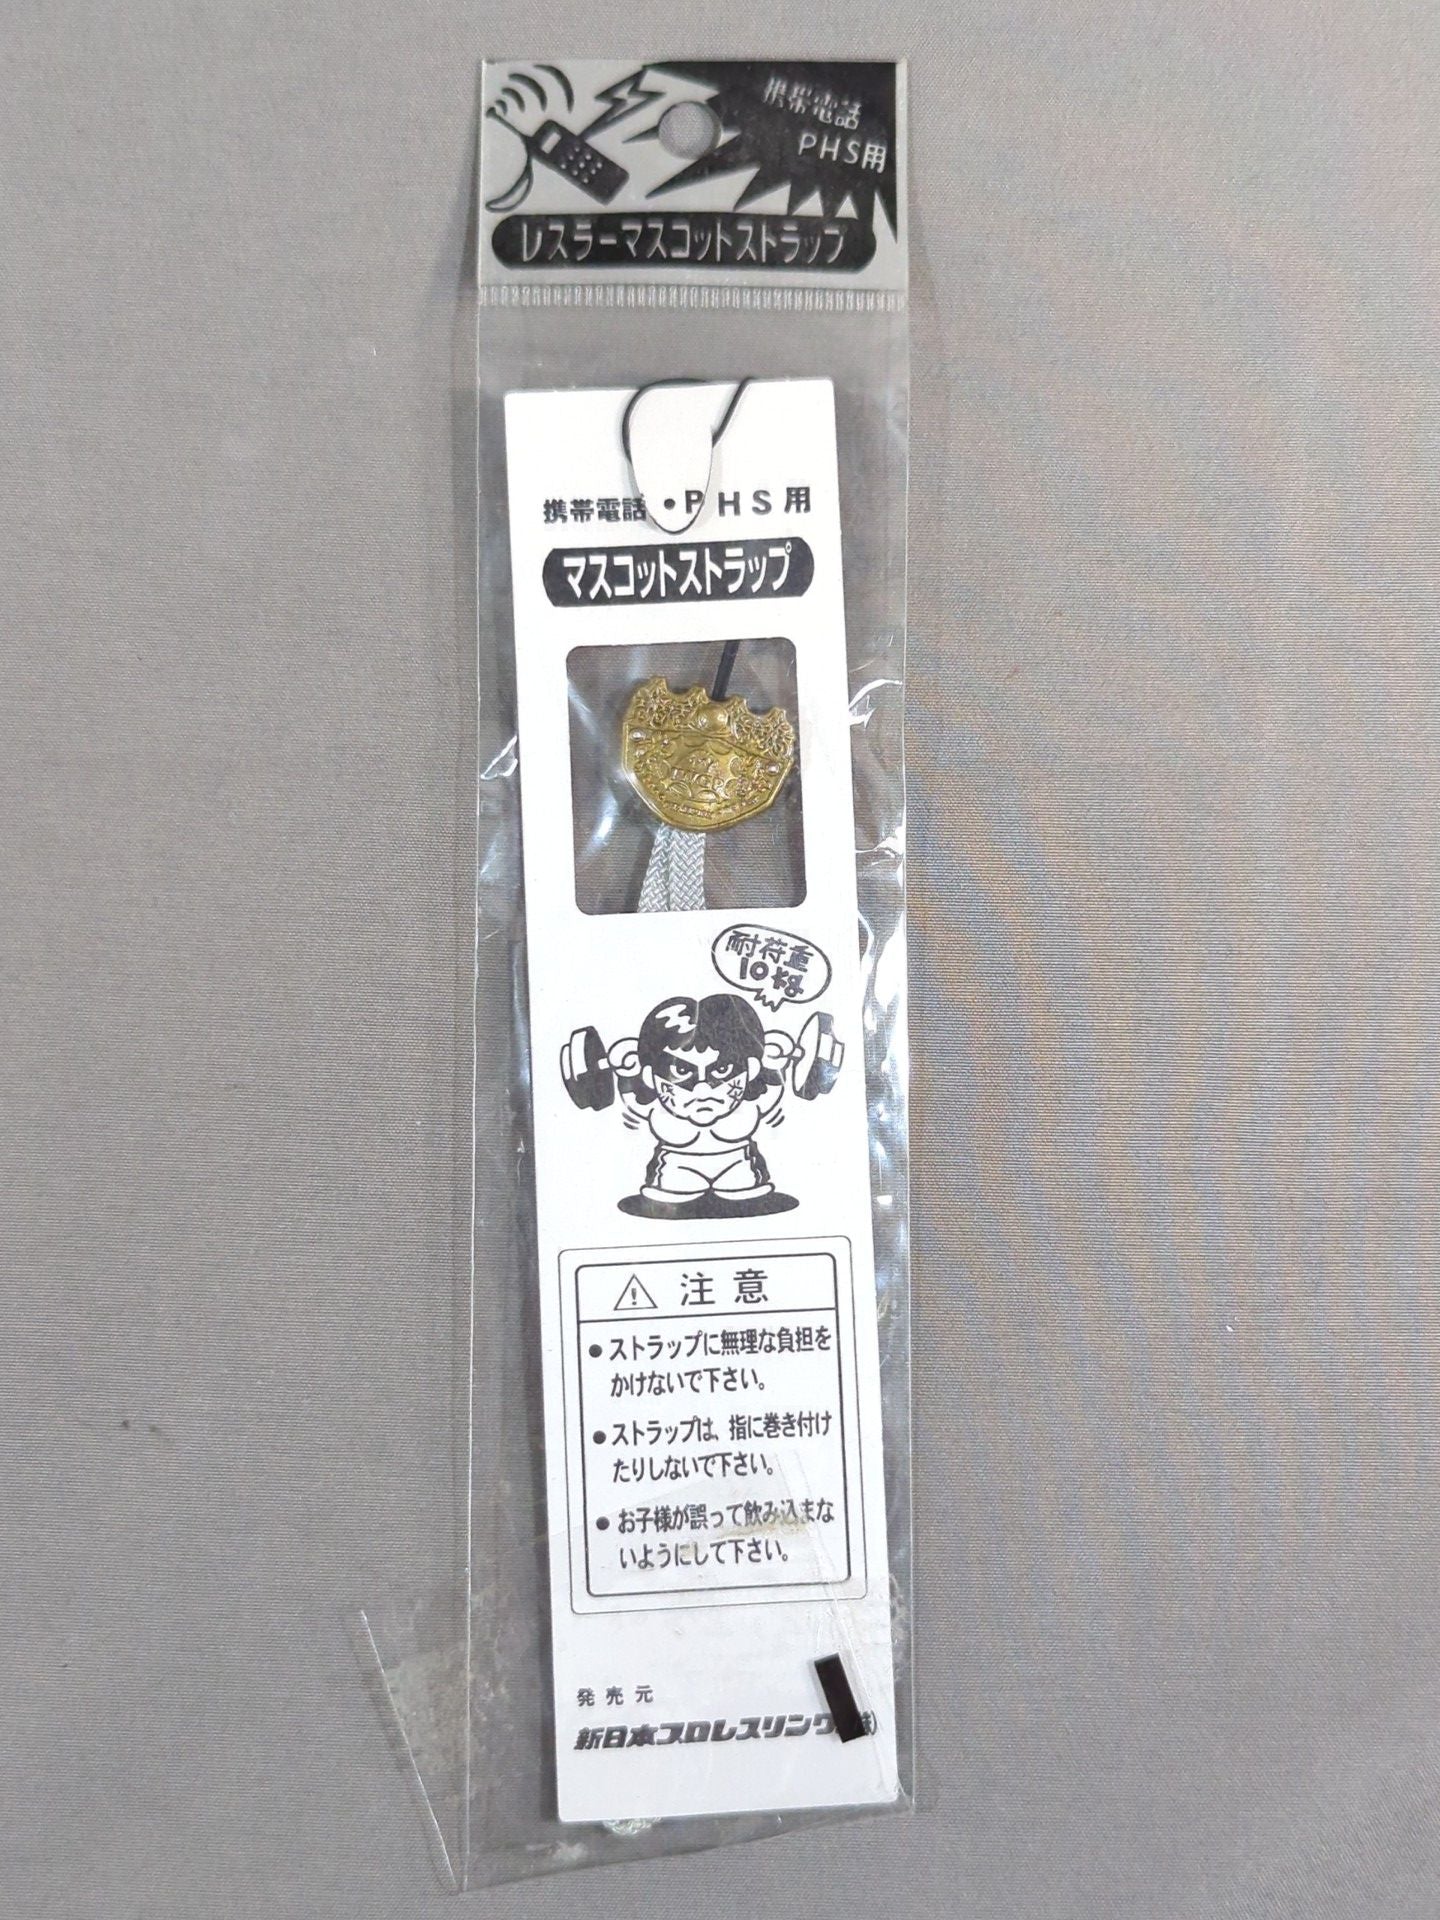 携帯電話
PHS用
レスラーマスコットストラップ
携帯電話・PHS用
マスコットストラップ
IWGP
耐荷重
10キロ
注意
●ストラップに無理な負担を
かけないで下さい。
●ストラップは、指に巻き付け
たりしないで下さい。
●お子様が誤って飲み込まな
いようにして下さい。
発売元
新日本プロレスリング